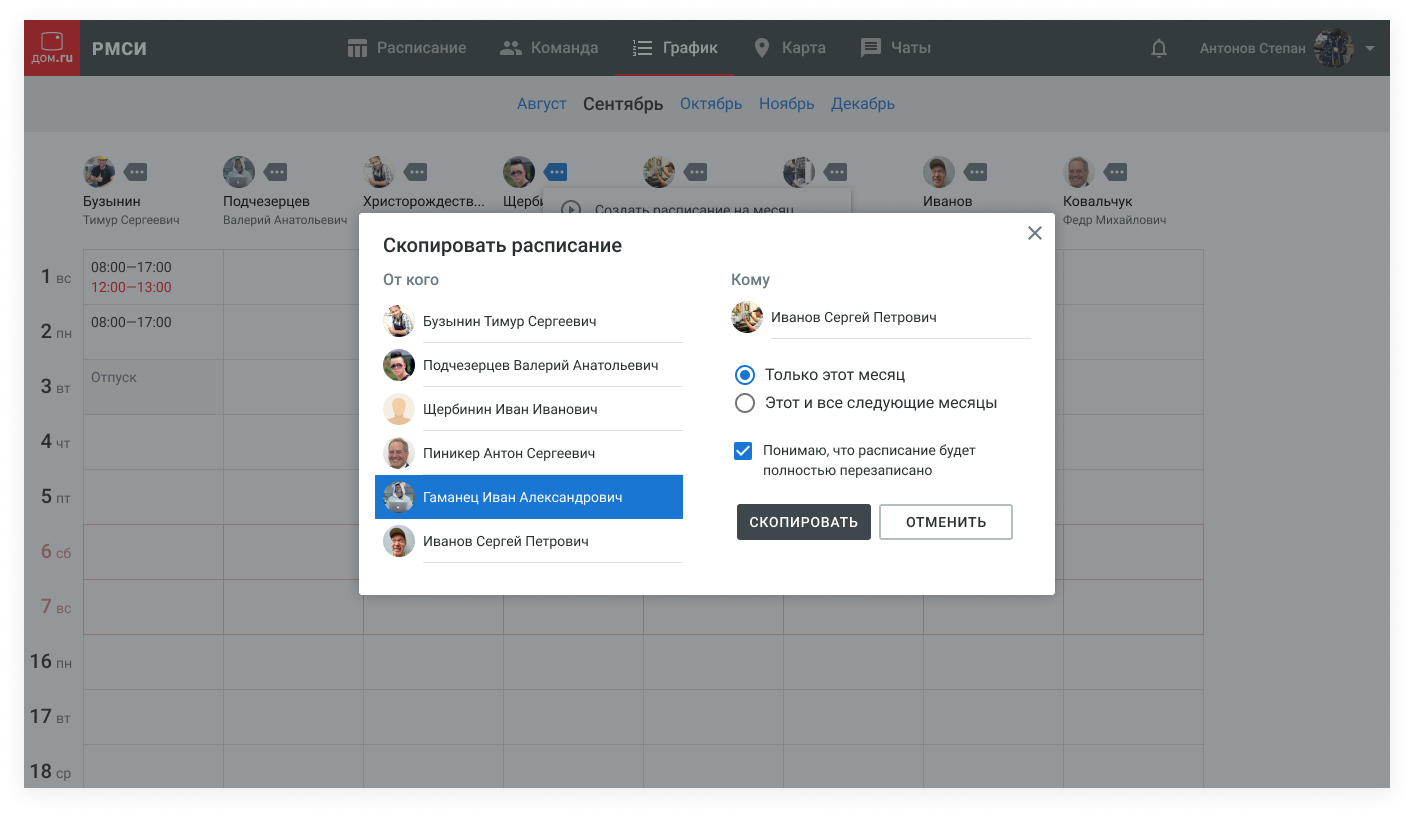 дом.ru
РМСИ
Расписание
Команда
График
Карта
Чаты
Антонов Степан
Август
Сентябрь
Октябрь
Ноябрь
Декабрь
Бузынин
Тимур Сергеевич
Подчезерцев
Валерий Анатольевич
Христорождеств...
Щерби
Создать расписание на месяц
Иванов
Ковальчук
Федр Михайлович
Скопировать расписание
От кого
Бузынин Тимур Сергеевич
Подчезерцев Валерий Анатольевич
Щербинин Иван Иванович
Пиникер Антон Сергеевич
Гаманец Иван Александрович
Иванов Сергей Петрович
Кому
Иванов Сергей Петрович
Только этот месяц
Этот и все следующие месяцы
Понимаю, что расписание будет
полностью перезаписано
СКОПИРОВАТЬ
ОТМЕНИТЬ
1 вс
08:00—17:00
12:00—13:00
2 пн
08:00—17:00
3 вт
Отпуск
4 чт
5 пт
6 сб
7 вс
16 пн
17 вт
18 ср